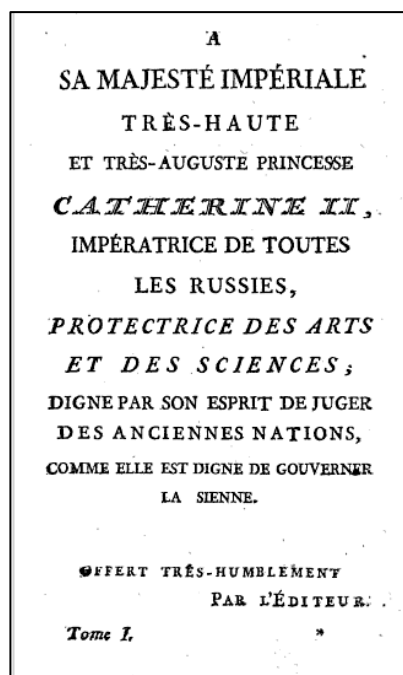 A
SA MAJESTÉ IMPÉRIALE
TRÈS-HAUTE
ET TRÈS-AUGUSTE PRINCESSE
CATHERINE II,
IMPÉRATRICE DE TOUTES
LES RUSSIES,
PROTECTRICE DES ARTS
ET DES SCIENCES;
DIGNE PAR SON ESPRIT DE JUGER
DES ANCIENNES NATIONS,
COMME ELLE EST DIGNE DE GOUVERNER
LA SIENNE.
OFFERT TRÊS-HUMBLEMENT
PAR L'ÉDITEUR.
Tome I. *